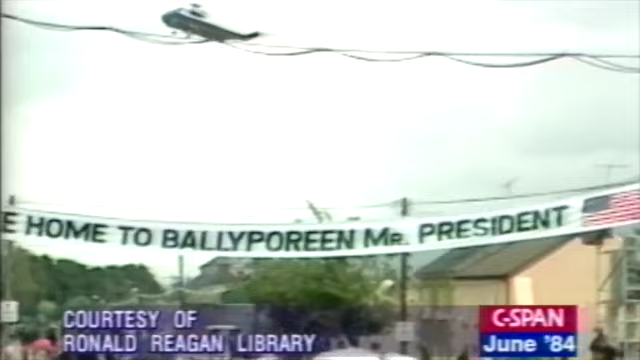 E HOME TO BALLYPOREEN MR. PRESIDENT
COURTESY OF
RONALD REAGAN LIBRARY
C-SPAN
June '84